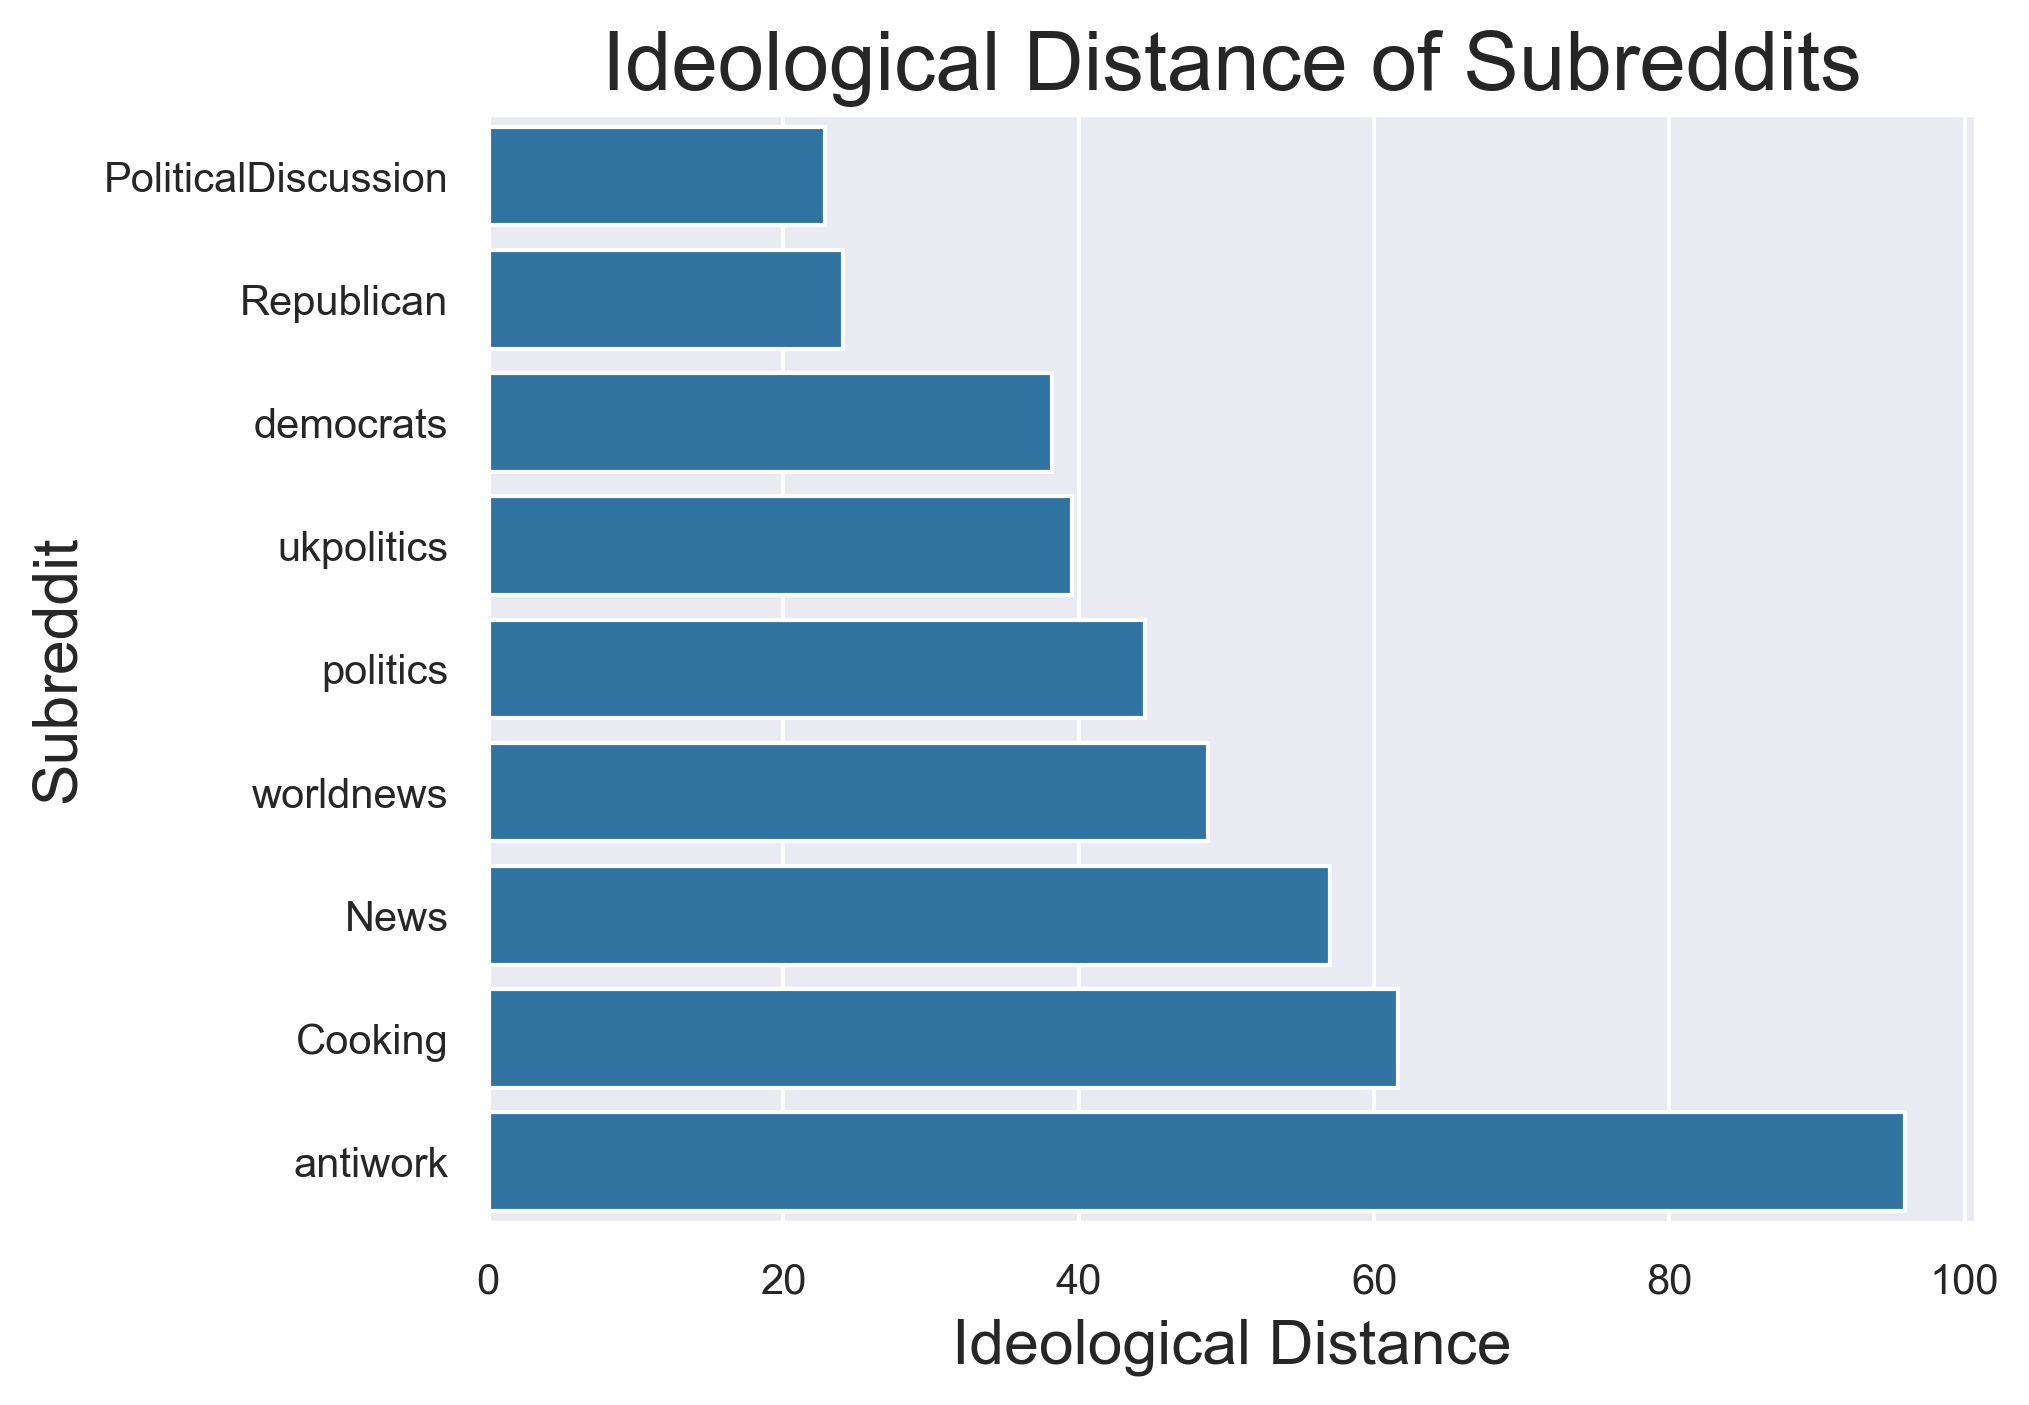 Ideological Distance of Subreddits
Subreddit
PoliticalDiscussion
Republican
democrats
ukpolitics
politics
worldnews
News
Cooking
antiwork
0 20 40 60 80 100
Ideological Distance